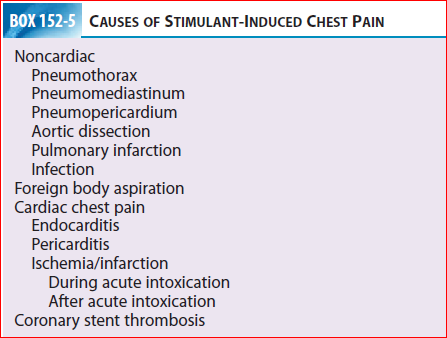 BOX 152-5 CAUSES OF STIMULANT-INDUCED CHEST PAIN
Noncardiac
Pneumothorax
Pneumomediastinum
Pneumopericardium
Aortic dissection
Pulmonary infarction
Infection
Foreign body aspiration
Cardiac chest pain
Endocarditis
Pericarditis
Ischemia/infarction
During acute intoxication
After acute intoxication
Coronary stent thrombosis